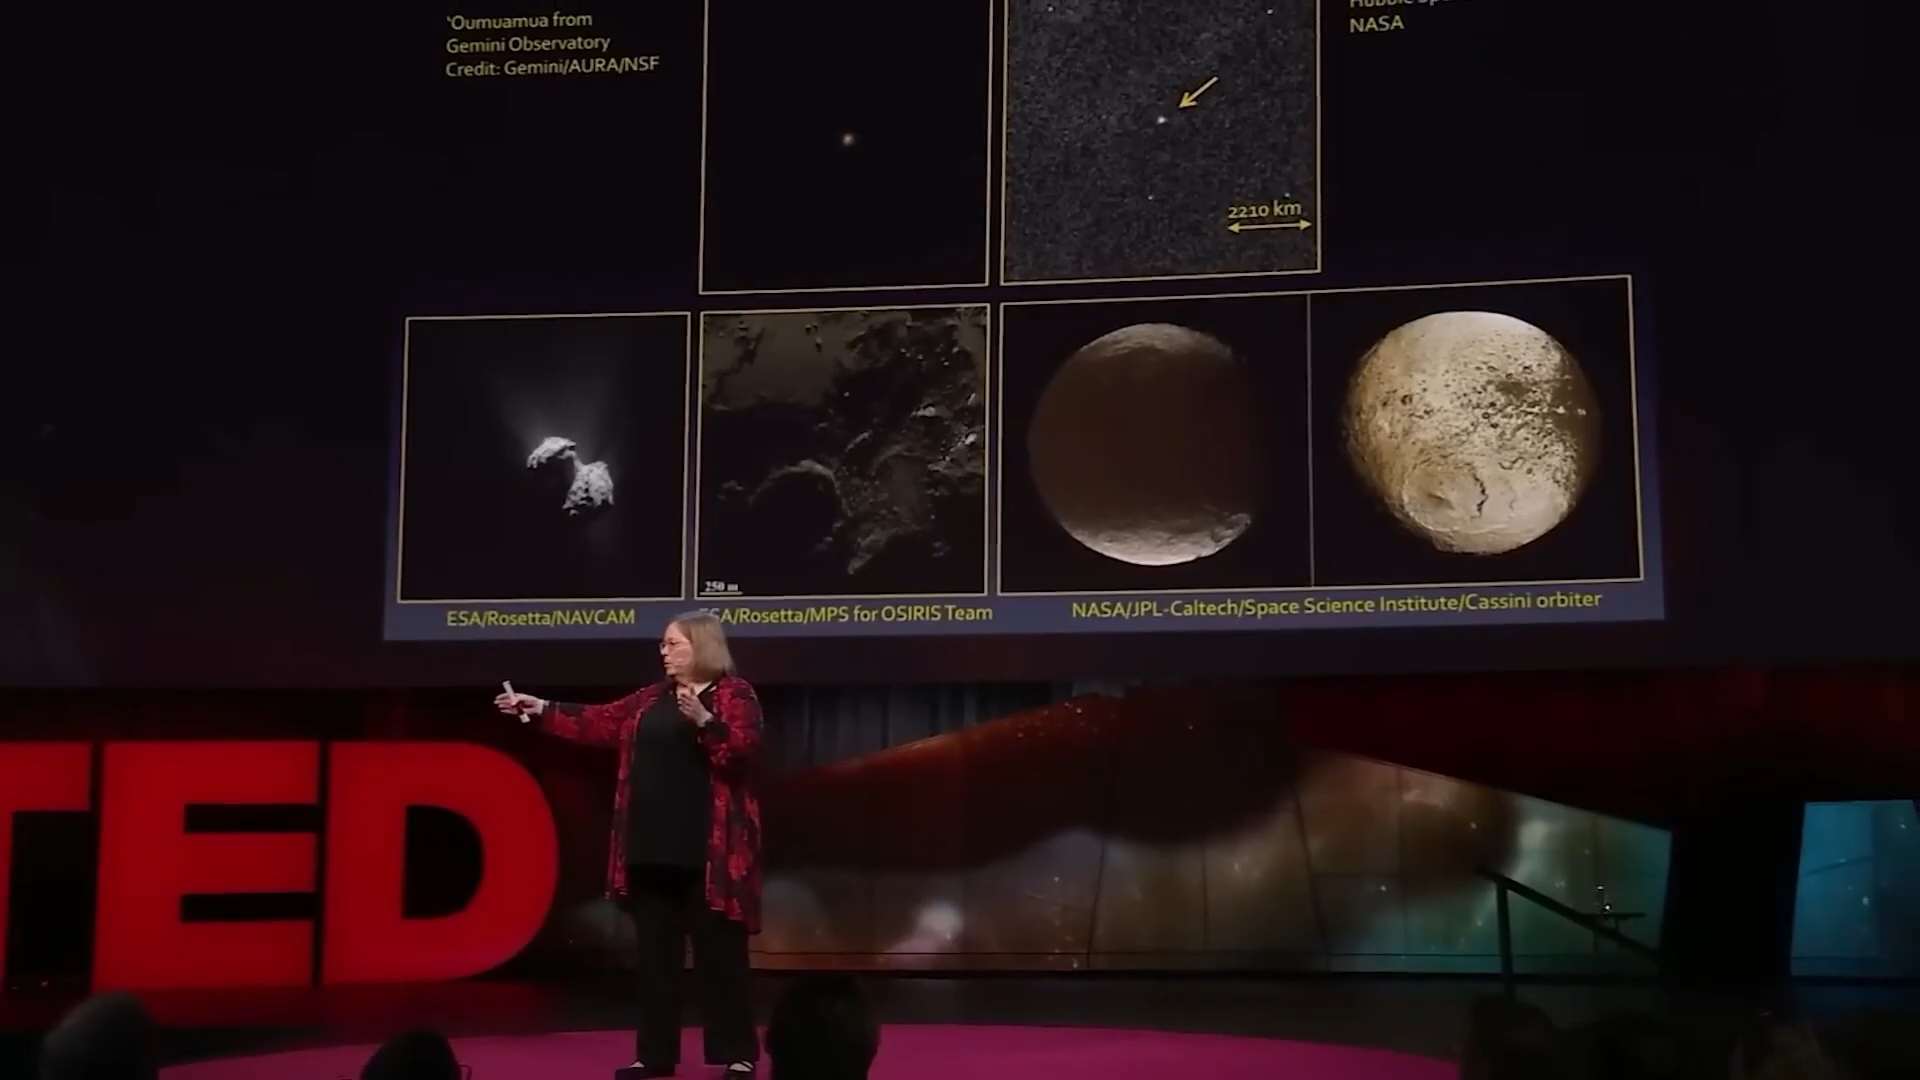 'Oumuamua from
Gemini Observatory
Credit: Gemini/AURA/NSF
NASA
2210 km
250 m
ESA/Rosetta/NAVCAM
ESA/Rosetta/MPS for OSIRIS Team
NASA/JPL-Caltech/Space Science Institute/Cassini orbiter
TED